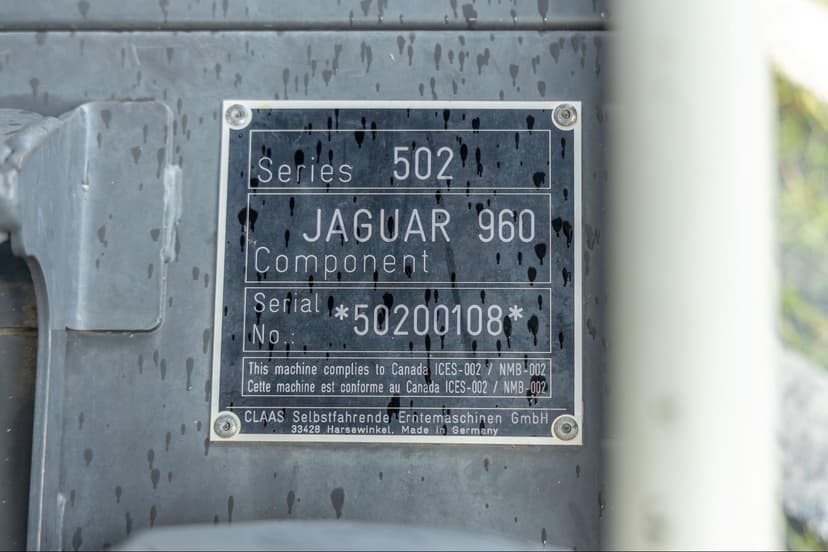 Series 502
JAGUAR 960
Component
Serial
No.: *50200108*
This machine complies to Canada ICES-002 / NMB-002
Cette machine est conforme au Canada ICES-002 / NMB-002
CLAAS Selbstfahrende Erntemaschinen GmbH
33428 Harsewinkel. Made in Germany